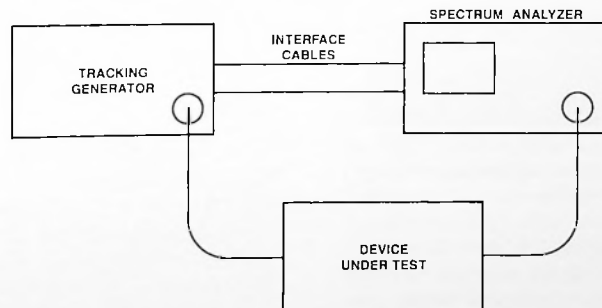 SPECTRUM ANALYZER
INTERFACE
CABLES
TRACKING
GENERATOR
DEVICE
UNDER TEST